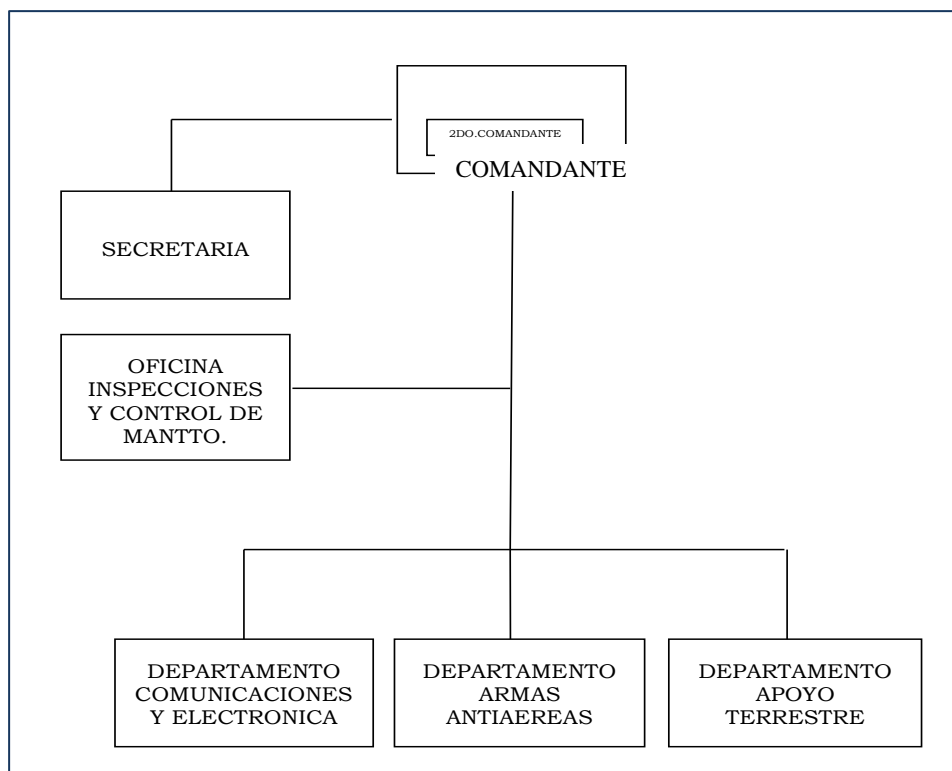 2DO.COMANDANTE
COMANDANTE
SECRETARIA
OFICINA
INSPECCIONES
Y CONTROL DE
MANTTO.
DEPARTAMENTO
COMUNICACIONES
Y ELECTRONICA
DEPARTAMENTO
ARMAS
ANTIAEREAS
DEPARTAMENTO
APOYO
TERRESTRE